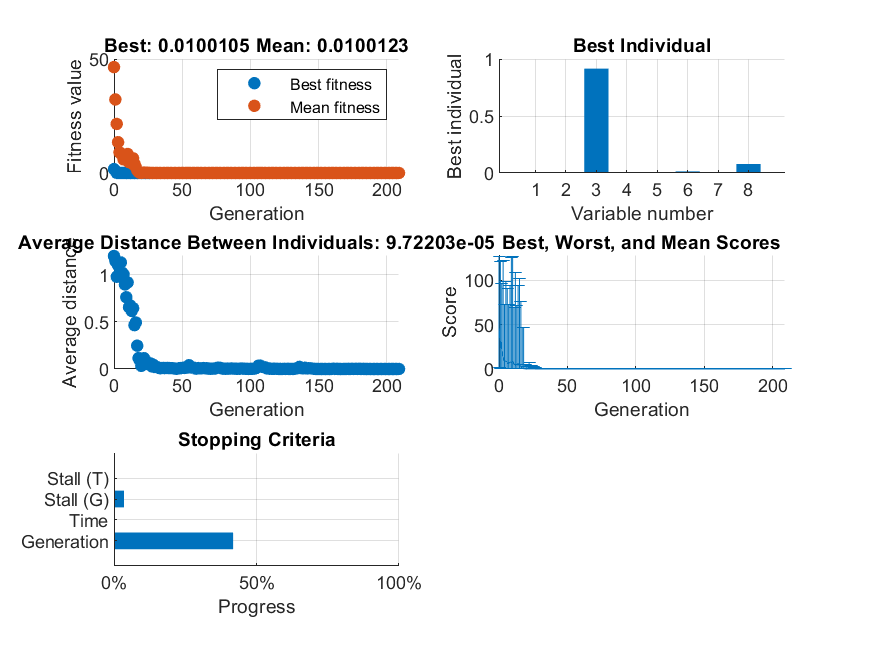 Best: 0.0100105 Mean: 0.0100123
Fitness value
50
0
Best fitness
Mean fitness
0 50 100 150 200
Generation
Best Individual
Best individual
1
0.5
0
1 2 3 4 5 6 7 8
Variable number
Average Distance Between Individuals: 9.72203e-05
Average distance
1
0.5
0
0 50 100 150 200
Generation
Best, Worst, and Mean Scores
Score
100
50
0
0 50 100 150 200
Generation
Stopping Criteria
Stall (T)
Stall (G)
Time
Generation
0% 50% 100%
Progress